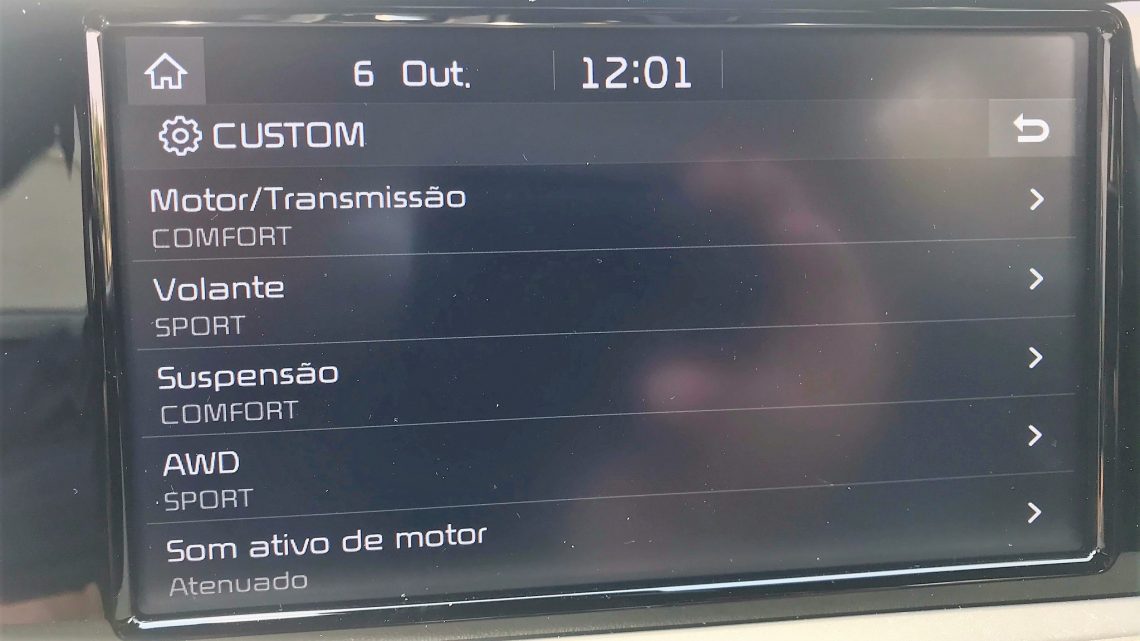 6 Out. 12:01
CUSTOM
Motor/Transmissão
COMFORT
Volante
SPORT
Suspensão
COMFORT
AWD
SPORT
Som ativo de motor
Atenuado